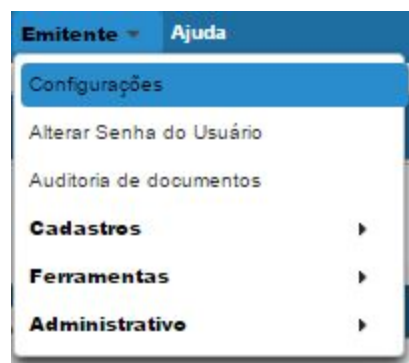 Emitente Ajuda
Configurações
Alterar Senha do Usuário
Auditoria de documentos
Cadastros
Ferramentas
Administrativo